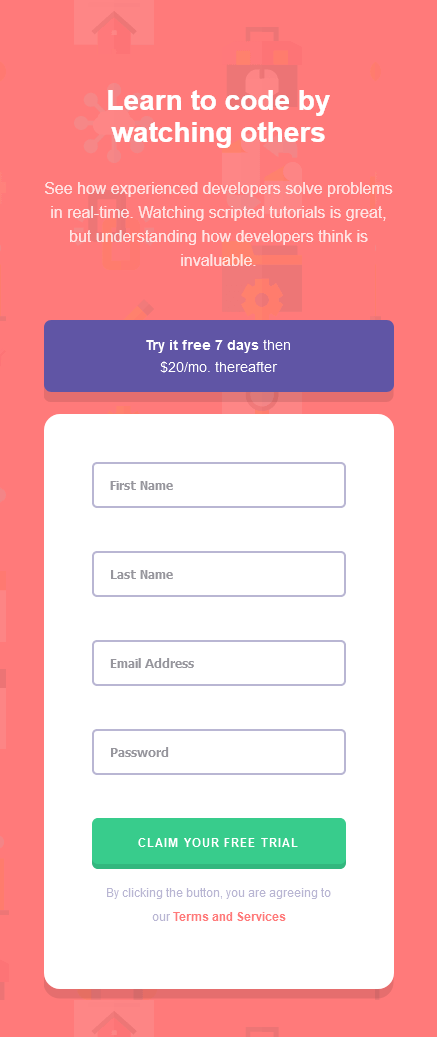 Learn to code by
watching others
See how experienced developers solve problems
in real-time. Watching scripted tutorials is great,
but understanding how developers think is
invaluable.
Try it free 7 days then
$20/mo. thereafter
First Name
Last Name
Email Address
Password
CLAIM YOUR FREE TRIAL
By clicking the button, you are agreeing to
our Terms and Services